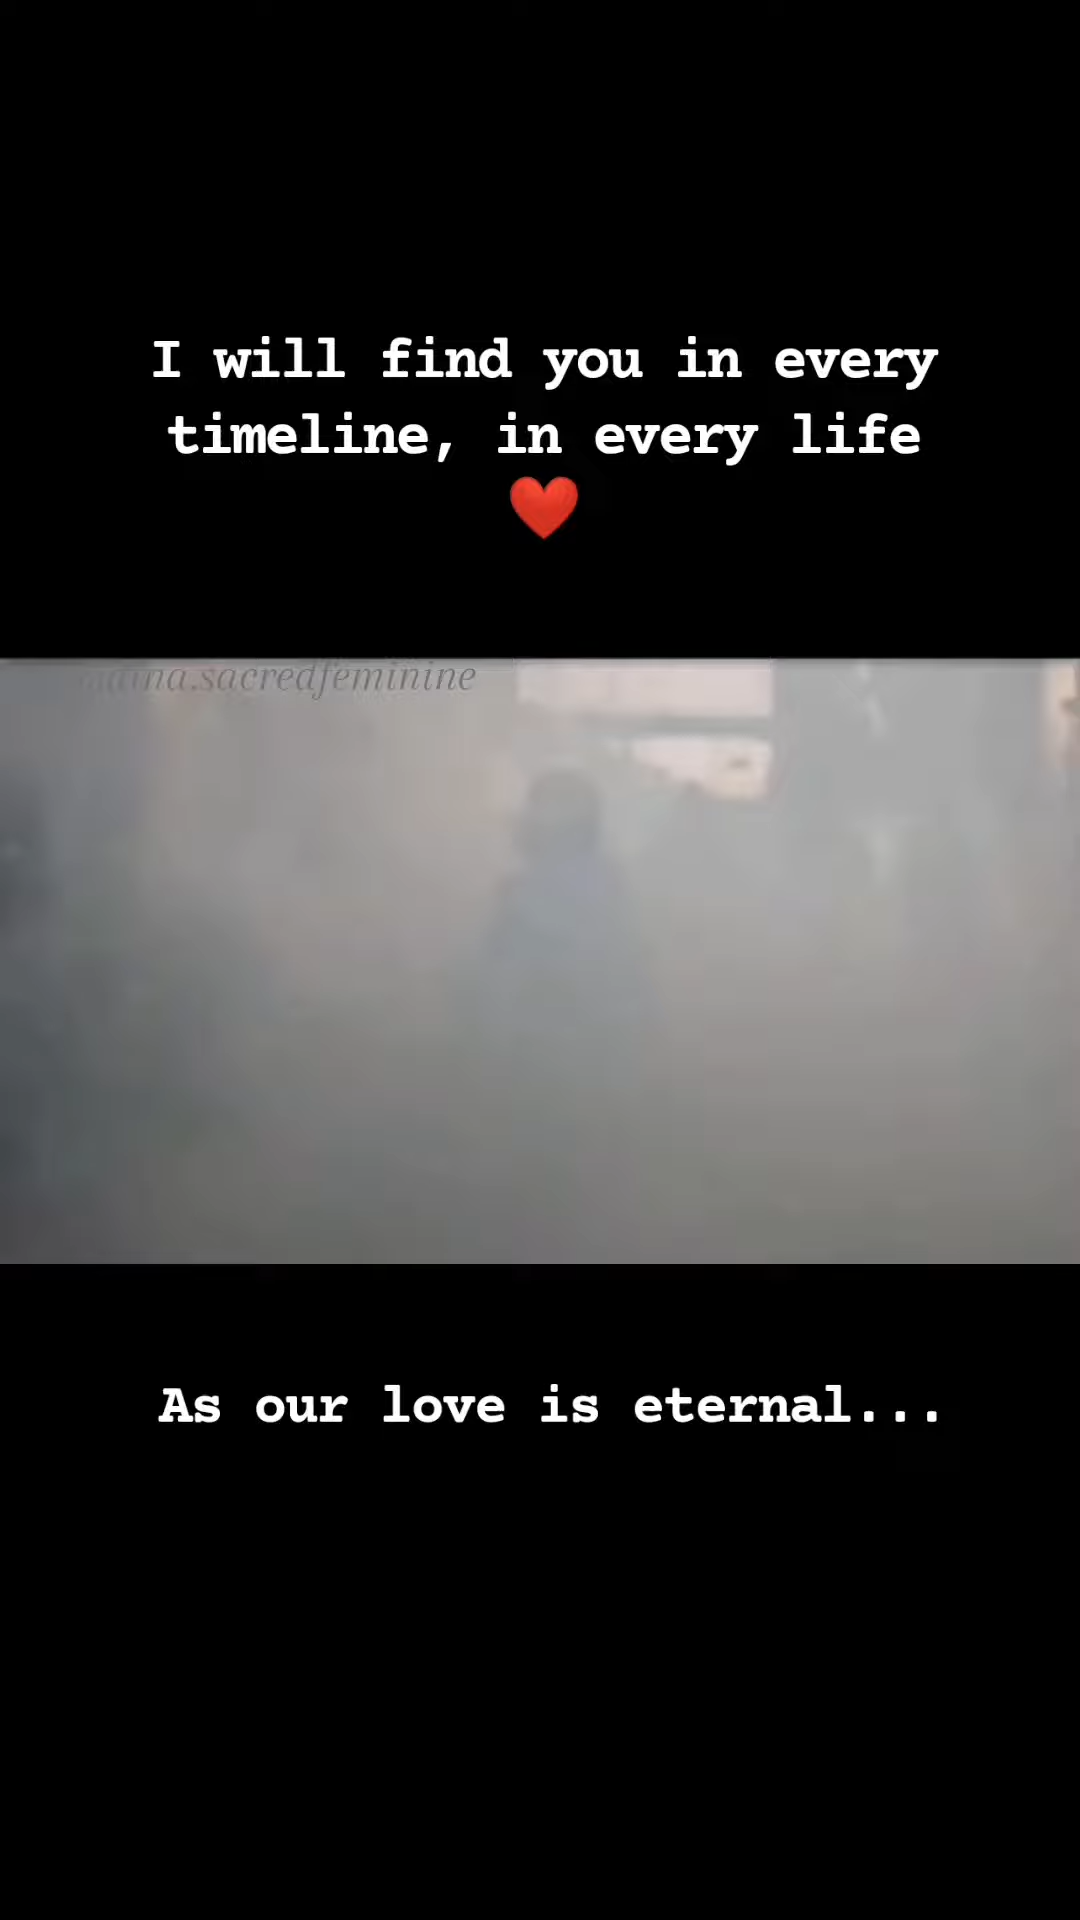 I will find you in every
timeline, in every life
❤️
As our love is eternal...